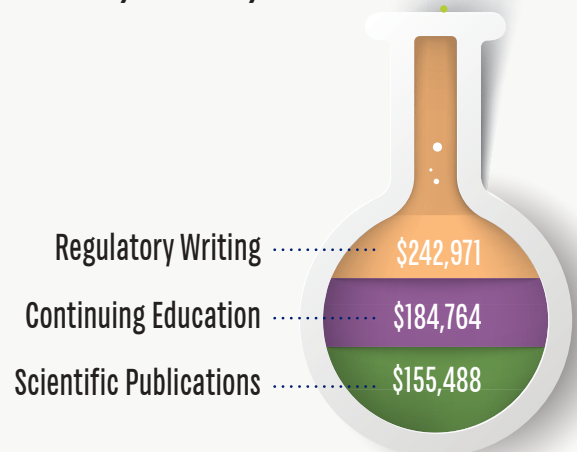 Regulatory Writing $242,971
Continuing Education $184,764
Scientific Publications $155,488